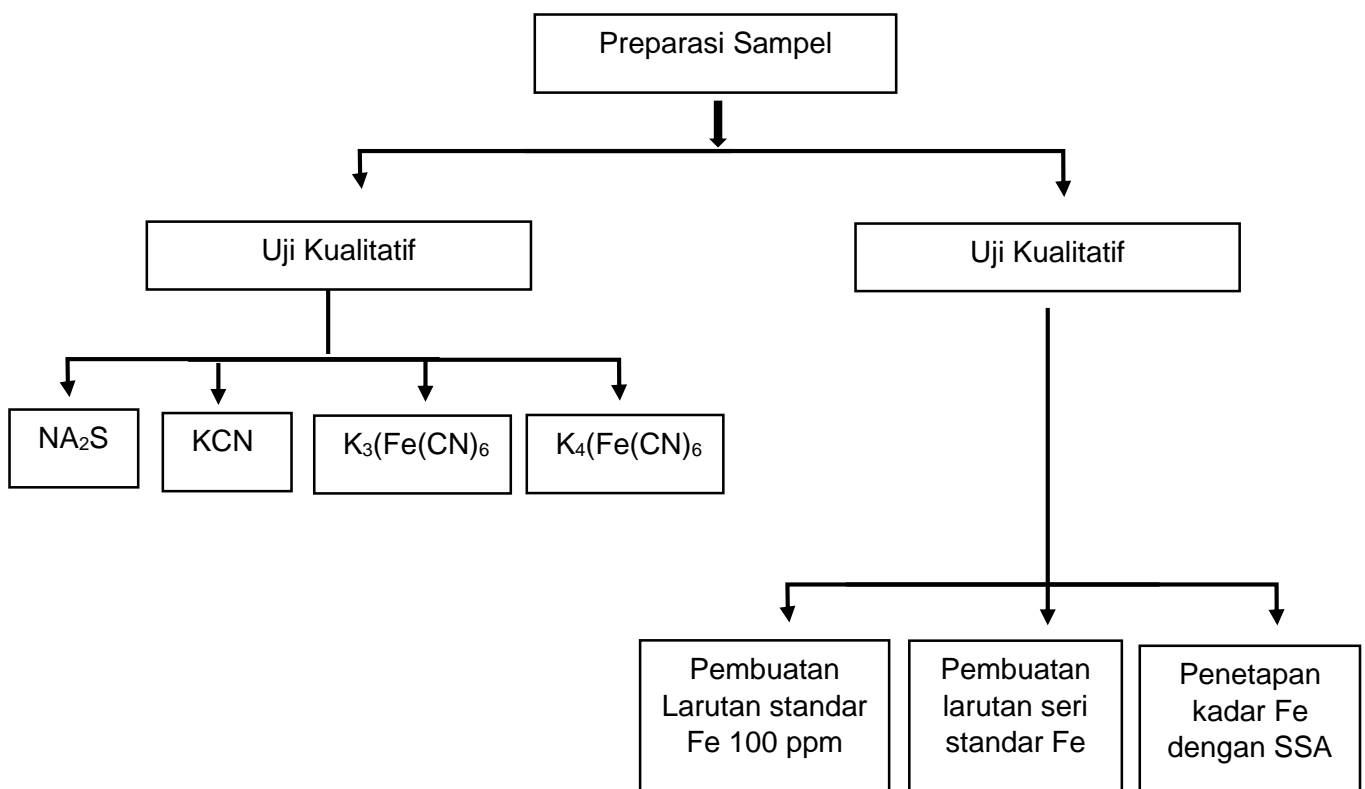 Preparasi Sampel
Uji Kualitatif
Uji Kualitatif
NA₂S
KCN
K₃(Fe(CN)₆
K₄(Fe(CN)₆
Pembuatan
Larutan standar
Fe 100 ppm
Pembuatan
larutan seri
standar Fe
Penetapan
kadar Fe
dengan SSA